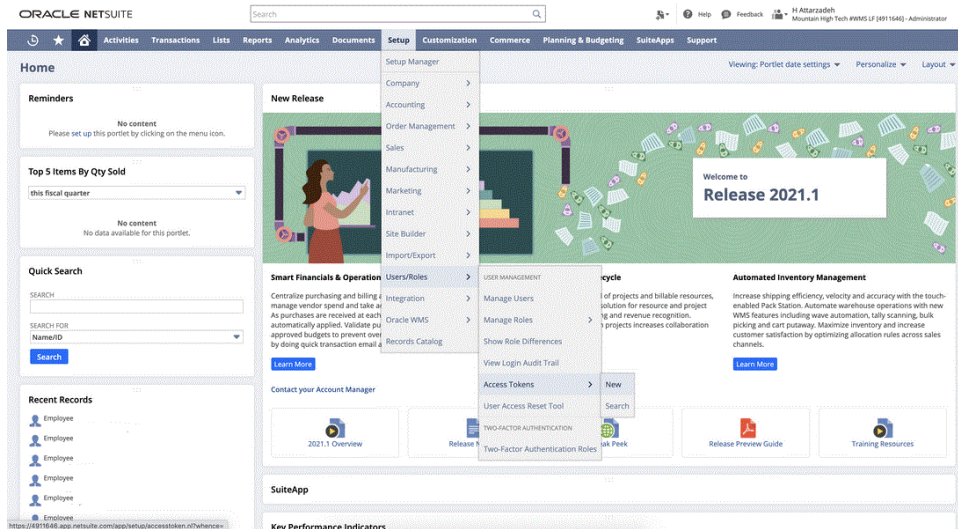 ORACLE NETSUITE
Search
Help
Feedback
H Attarzadeh
Mountain High Tech #WMS LF [4911646] - Administrator
Activities Transactions Lists Reports Analytics Documents Setup Customization Commerce Planning & Budgeting SuiteApps Support
Home
Viewing: Portlet date settings
Personalize
Layout
Setup Manager
Company
Accounting
Order Management
Sales
Manufacturing
Marketing
Intranet
Site Builder
Import/Export
Users/Roles
Integration
Oracle WMS
Records Catalog
USER MANAGEMENT
Manage Users
Manage Roles
Show Role Differences
View Login Audit Trail
Access Tokens
User Access Reset Tool
TWO-FACTOR AUTHENTICATION
Two-Factor Authentication Roles
New
Search
Reminders
No content
Please set up this portlet by clicking on the menu icon.
Top 5 Items By Qty Sold
this fiscal quarter
No content
No data available for this portlet.
Quick Search
SEARCH
SEARCH FOR
Name/ID
Search
Recent Records
Employee
Employee
Employee
Employee
Employee
Employee
https://4911646.app.netsuite.com/app/setup/accesstoken.nl?whence=
New Release
Welcome to
Release 2021.1
Smart Financials & Operation
Centralize purchasing and billing
manage vendor spend and take
As purchases are received at each
automatically applied. Validate
approved budgets to prevent
by doing quick transaction email
Learn More
of projects and billable resources,
solution for resource and project
and revenue recognition.
projects increases collaboration
Automated Inventory Management
Increase shipping efficiency, velocity and accuracy with the touch-
enabled Pack Station. Automate warehouse operations with new
WMS features including wave automation, tally scanning, bulk
picking and cart putaway. Maximize inventory and increase
customer satisfaction by optimizing allocation rules across sales
channels.
Learn More
Contact your Account Manager
2021.1 Overview
Release
Peek
Release Preview Guide
Training Resources
SuiteApp
Key Performance Indicators